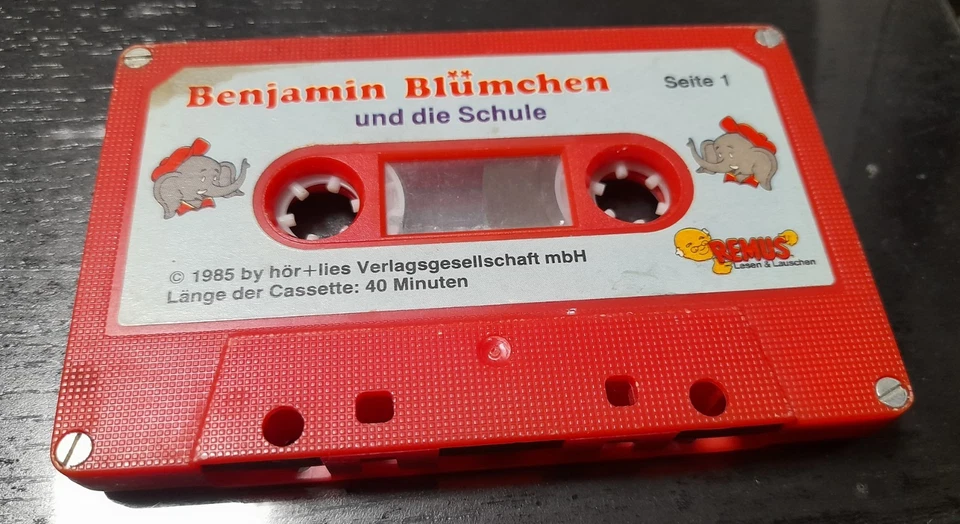 Benjamin Blümchen
und die Schule
Seite 1
REMUS
Lesen & Lauschen
© 1985 by hör+lies Verlagsgesellschaft mbH
Länge der Cassette: 40 Minuten